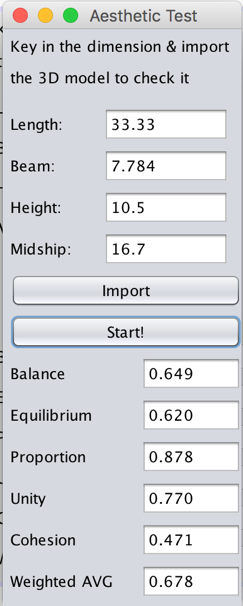 Aesthetic Test
Key in the dimension & import
the 3D model to check it
Length: 33.33
Beam: 7.784
Height: 10.5
Midship: 16.7
Import
Start!
Balance 0.649
Equilibrium 0.620
Proportion 0.878
Unity 0.770
Cohesion 0.471
Weighted AVG 0.678